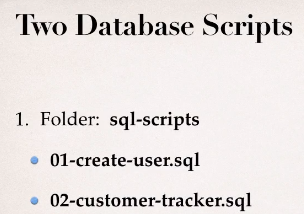 Two Database Scripts
1. Folder: sql-scripts
• 01-create-user.sql
• 02-customer-tracker.sql